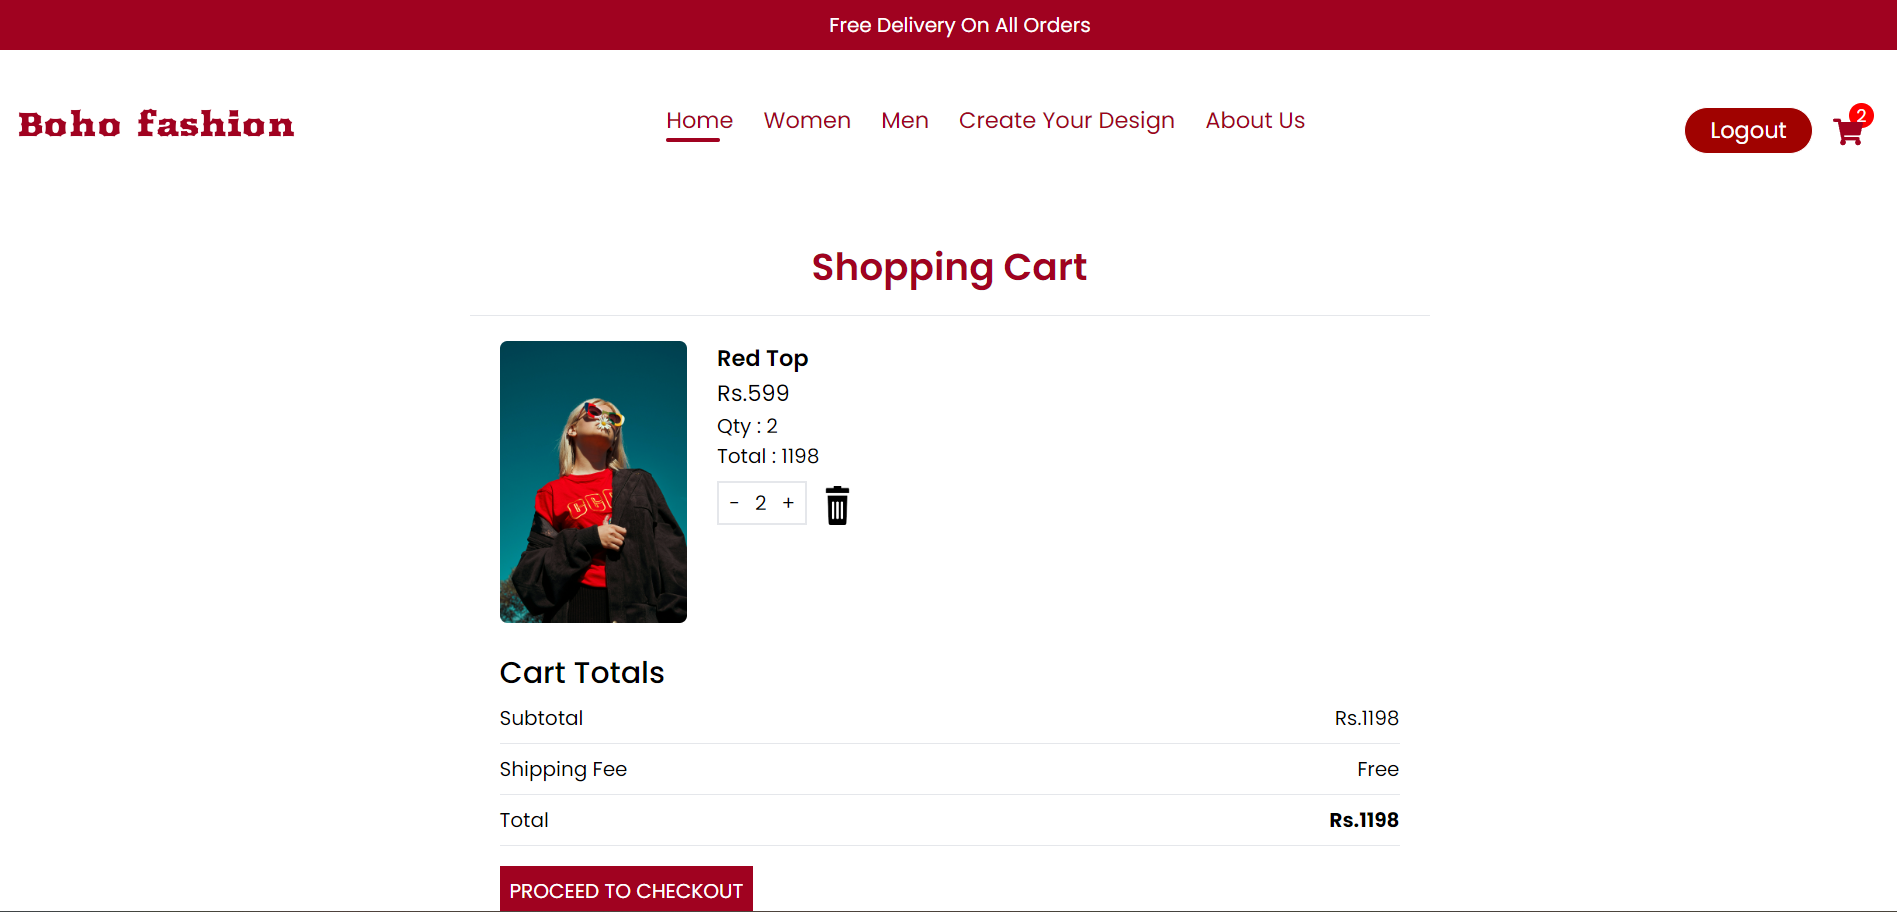 Free Delivery On All Orders
Boho fashion
Home Women Men Create Your Design About Us
Logout
2
Shopping Cart
Red Top
Rs.599
Qty : 2
Total : 1198
- 2 +
Cart Totals
Subtotal Rs.1198
Shipping Fee Free
Total Rs.1198
PROCEED TO CHECKOUT